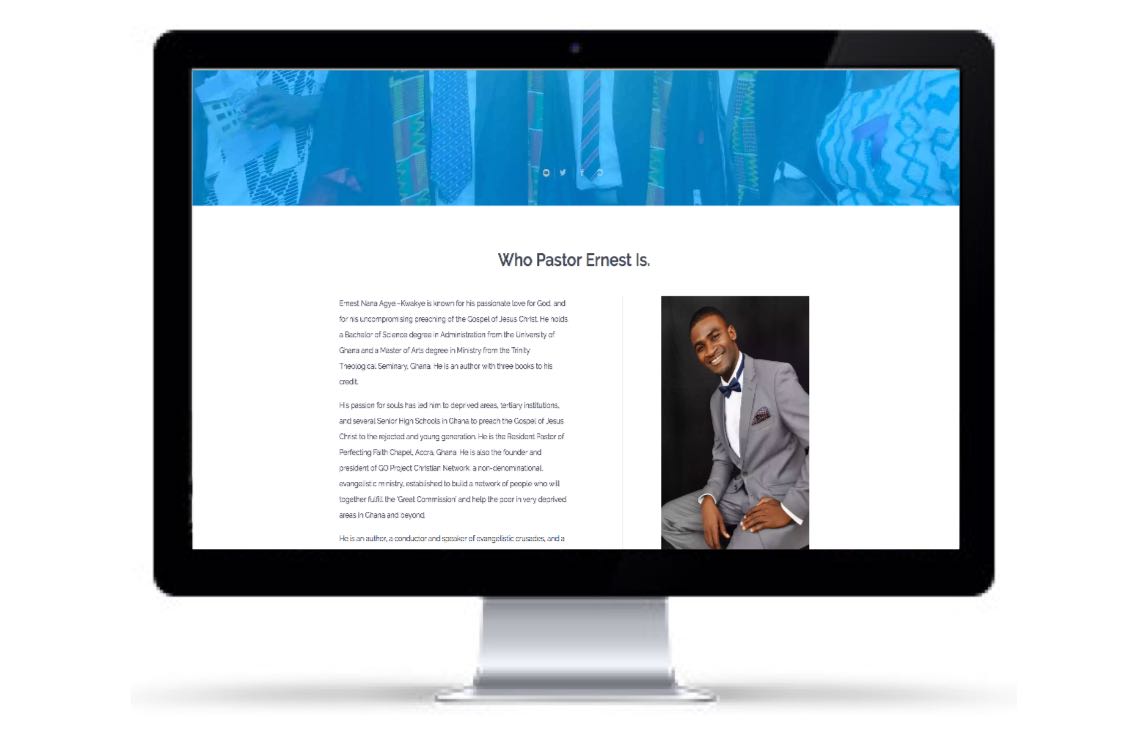 Who Pastor Ernest Is.
Ernest Nana Agyei-Kwakye is known for his passionate love for God, and
for his uncompromising preaching of the Gospel of Jesus Christ. He holds
a Bachelor of Science degree in Administration from the University of
Ghana and a Master of Arts degree in Ministry from the Trinity
Theological Seminary, Ghana. He is an author with three books to his
credit.
His passion for souls has led him to deprived areas, tertiary institutions,
and several Senior High Schools in Ghana to preach the Gospel of Jesus
Christ to the rejected and young generation. He is the Resident Pastor of
Perfecting Faith Chapel, Accra, Ghana. He is also the founder and
president of GO Project Christian Network, a non-denominational,
evangelistic ministry, established to build a network of people who will
together fulfill the 'Great Commission' and help the poor in very deprived
areas in Ghana and beyond.
He is an author, a conductor and speaker of evangelistic crusades, and a